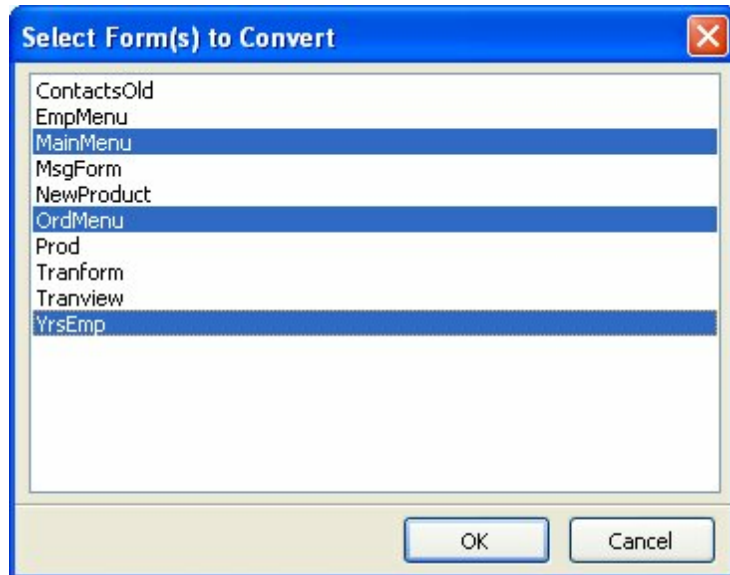 Select Form(s) to Convert
ContactsOld
EmpMenu
MainMenu
MsgForm
NewProduct
OrdMenu
Prod
Tranform
Tranview
YrsEmp
OK Cancel